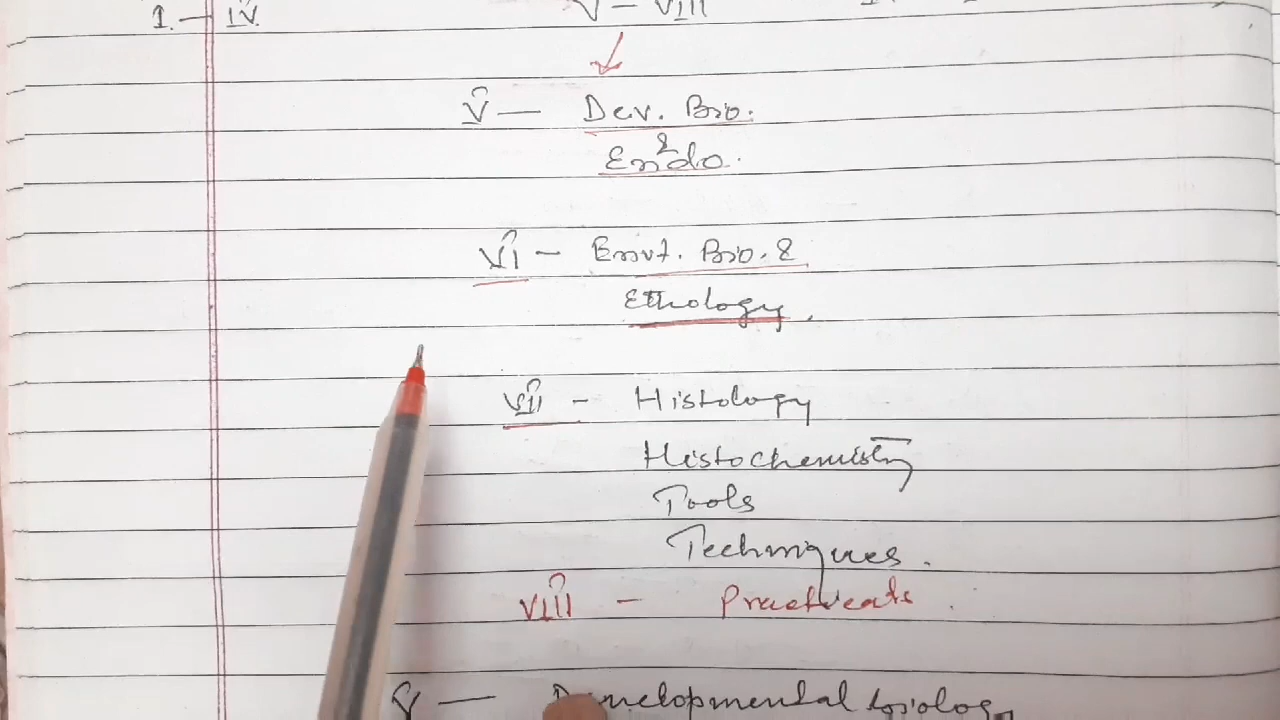 I. — IV. V — VIII
V — Dev. Bio.
& Endo.
VI — Envt. Bio. &
Ethology.
VII — Histology
Histochemistry
Tools
Techniques.
VIII — Practicals.
V — Developmental biology